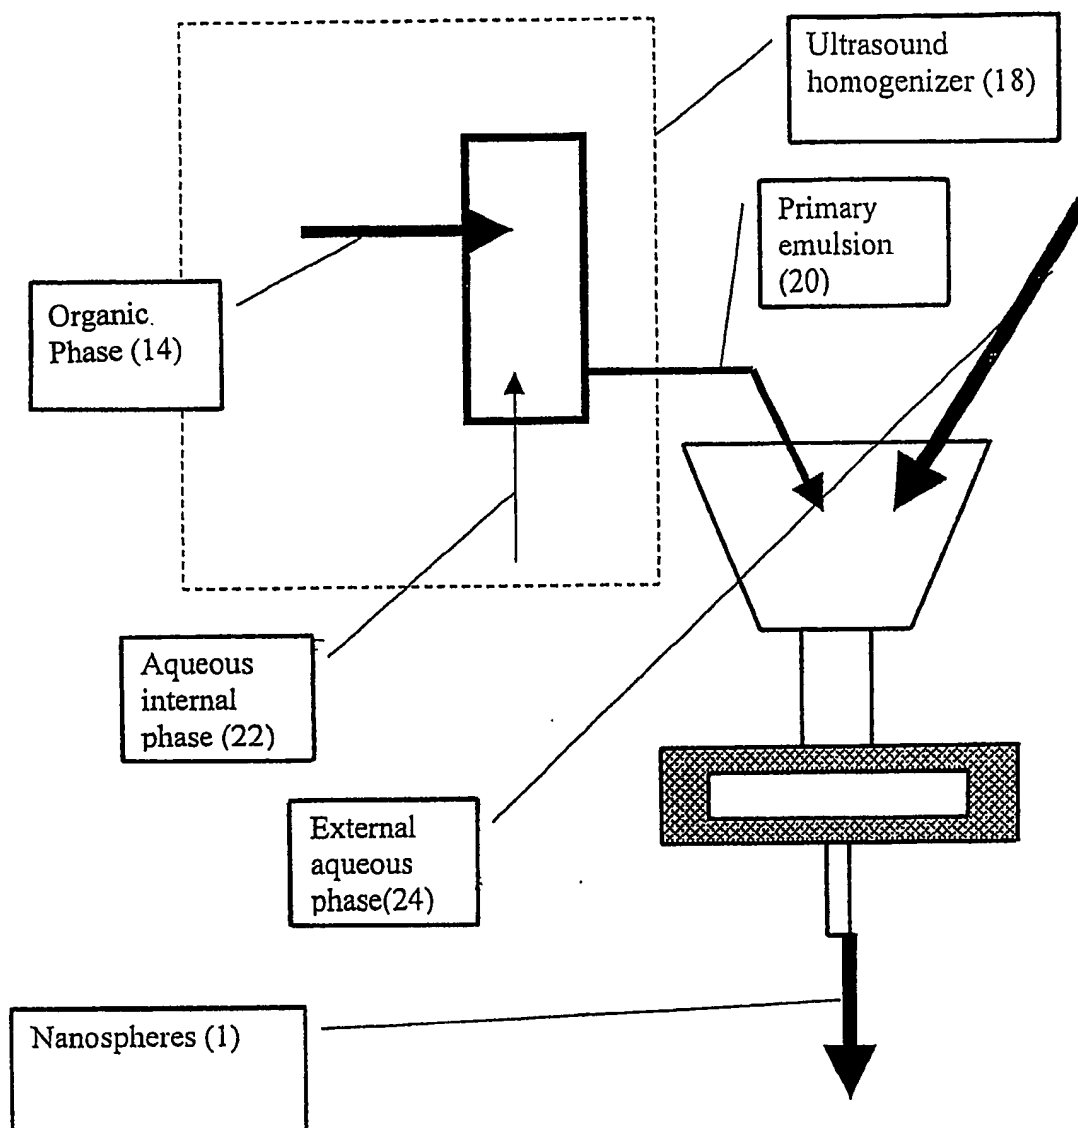 Ultrasound
homogenizer (18)
Primary
emulsion
(20)
Organic.
Phase (14)
Aqueous
internal
phase (22)
External
aqueous
phase(24)
Nanospheres (1)